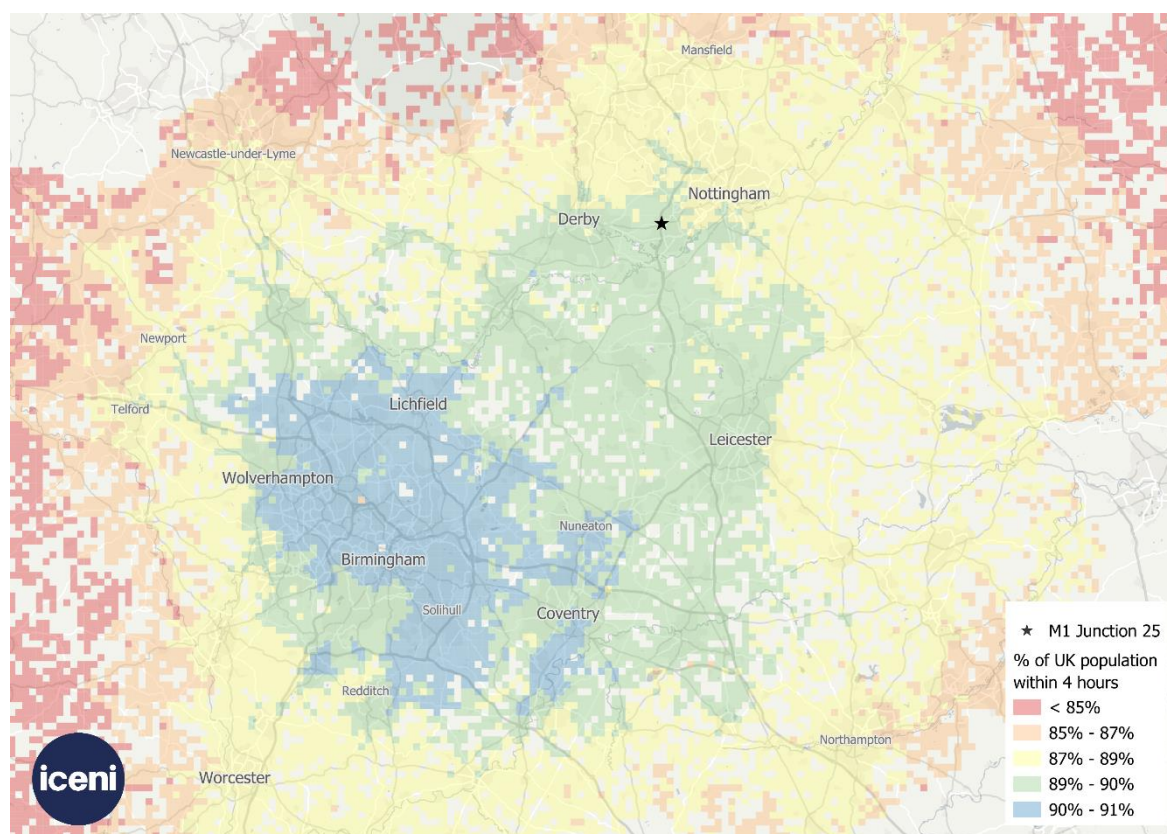 Mansfield
Newcastle-under-Lyme
Nottingham
Derby
Newport
Telford
Lichfield
Leicester
Wolverhampton
Nuneaton
Birmingham
Solihull
Coventry
Redditch
Northampton
Worcester
★ M1 Junction 25
% of UK population
within 4 hours
< 85%
85% - 87%
87% - 89%
89% - 90%
90% - 91%
iceni